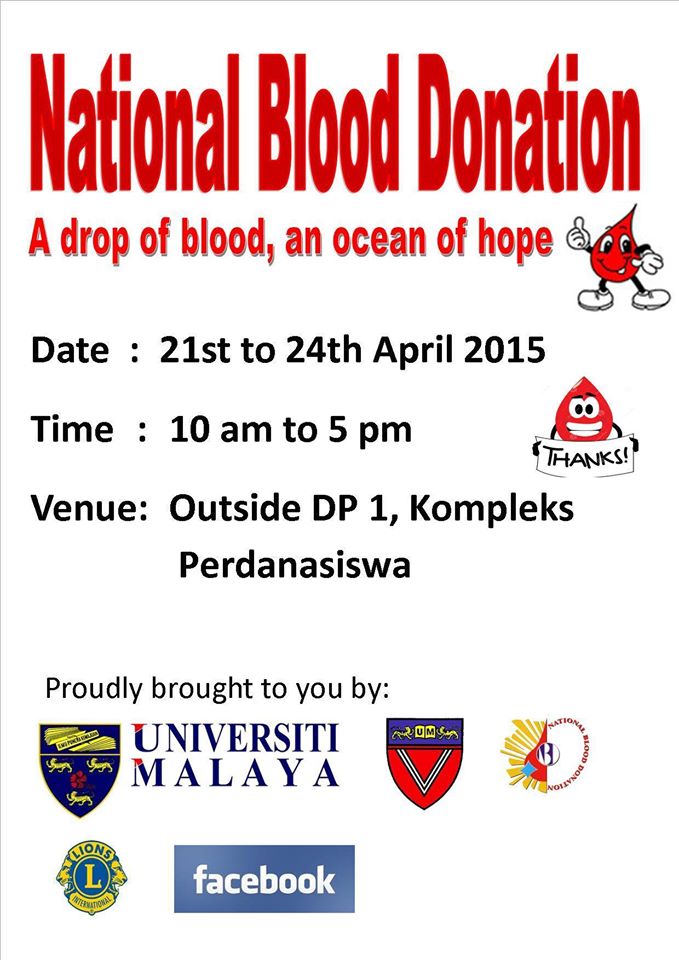 National Blood Donation
A drop of blood, an ocean of hope
Date : 21st to 24th April 2015
Time : 10 am to 5 pm
THANKS!
Venue: Outside DP 1, Kompleks
Perdanasiswa
Proudly brought to you by:
UNIVERSITI
MALAYA
UM
NATIONAL BLOOD DONATION
LIONS
L
INTERNATIONAL
facebook